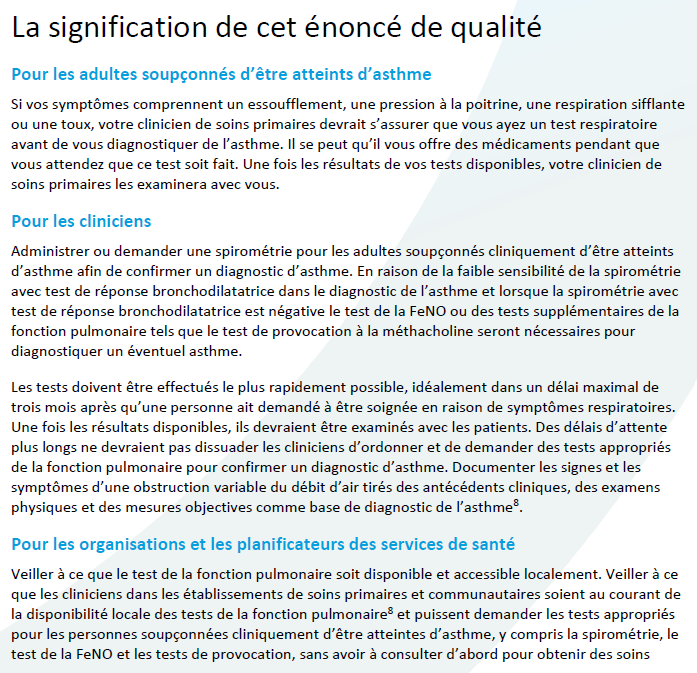 La signification de cet énoncé de qualité
Pour les adultes soupçonnés d’être atteints d’asthme
Si vos symptômes comprennent un essoufflement, une pression à la poitrine, une respiration sifflante
ou une toux, votre clinicien de soins primaires devrait s’assurer que vous ayez un test respiratoire
avant de vous diagnostiquer de l’asthme. Il se peut qu’il vous offre des médicaments pendant que
vous attendez que ce test soit fait. Une fois les résultats de vos tests disponibles, votre clinicien de
soins primaires les examinera avec vous.
Pour les cliniciens
Administrer ou demander une spirométrie pour les adultes soupçonnés cliniquement d’être atteints
d’asthme afin de confirmer un diagnostic d’asthme. En raison de la faible sensibilité de la spirométrie
avec test de réponse bronchodilatatrice dans le diagnostic de l’asthme et lorsque la spirométrie avec
test de réponse bronchodilatatrice est négative le test de la FeNO ou des tests supplémentaires de la
fonction pulmonaire tels que le test de provocation à la méthacholine seront nécessaires pour
diagnostiquer un éventuel asthme.
Les tests doivent être effectués le plus rapidement possible, idéalement dans un délai maximal de
trois mois après qu’une personne ait demandé à être soignée en raison de symptômes respiratoires.
Une fois les résultats disponibles, ils devraient être examinés avec les patients. Des délais d’attente
plus longs ne devraient pas dissuader les cliniciens d’ordonner et de demander des tests appropriés
de la fonction pulmonaire pour confirmer un diagnostic d’asthme. Documenter les signes et les
symptômes d’une obstruction variable du débit d’air tirés des antécédents cliniques, des examens
physiques et des mesures objectives comme base de diagnostic de l’asthme⁸.
Pour les organisations et les planificateurs des services de santé
Veiller à ce que le test de la fonction pulmonaire soit disponible et accessible localement. Veiller à ce
que les cliniciens dans les établissements de soins primaires et communautaires soient au courant de
la disponibilité locale des tests de la fonction pulmonaire⁸ et puissent demander les tests appropriés
pour les personnes soupçonnées cliniquement d’être atteintes d’asthme, y compris la spirométrie, le
test de la FeNO et les tests de provocation, sans avoir à consulter d’abord pour obtenir des soins